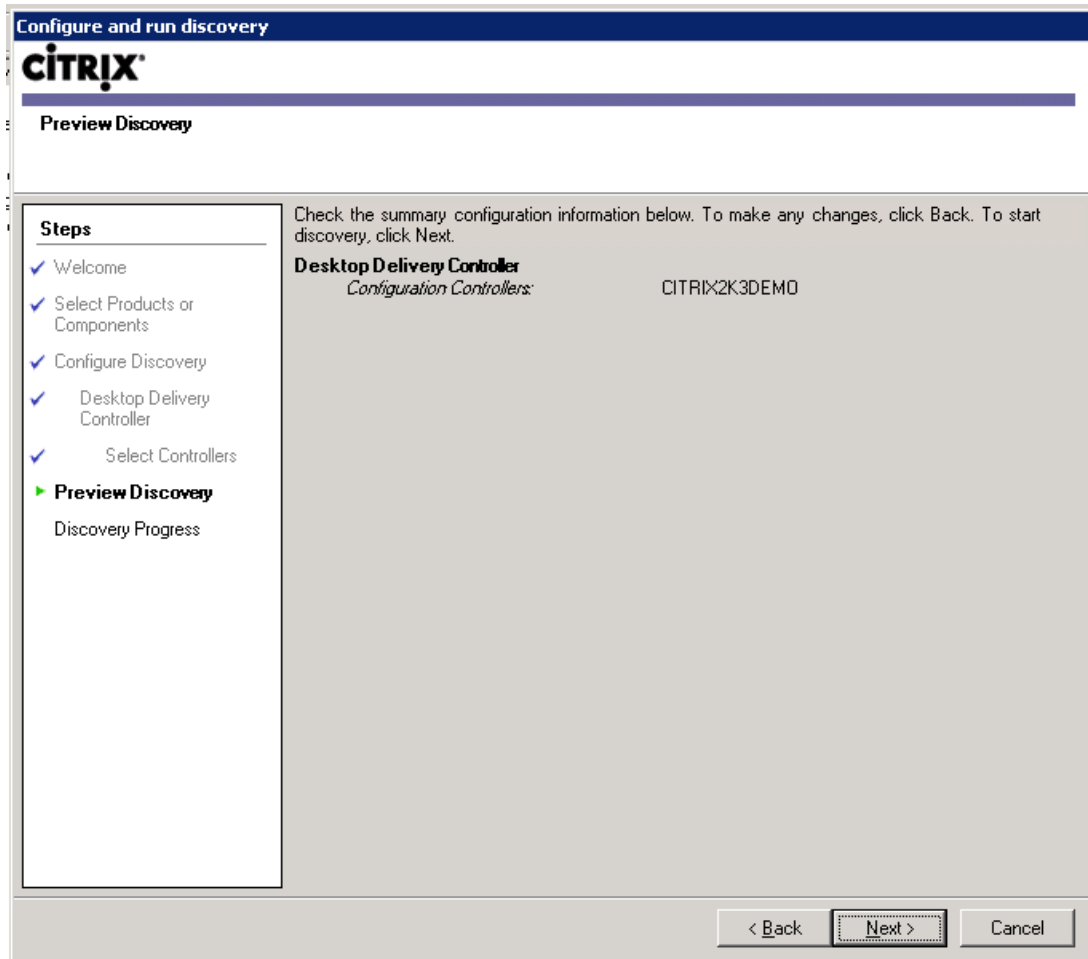 Configure and run discovery
CITRIX
Preview Discovery
Steps
Welcome
Select Products or
Components
Configure Discovery
Desktop Delivery
Controller
Select Controllers
Preview Discovery
Discovery Progress
Check the summary configuration information below. To make any changes, click Back. To start
discovery, click Next.
Desktop Delivery Controller
Configuration Controllers: CITRIX2K3DEMO
< Back Next > Cancel